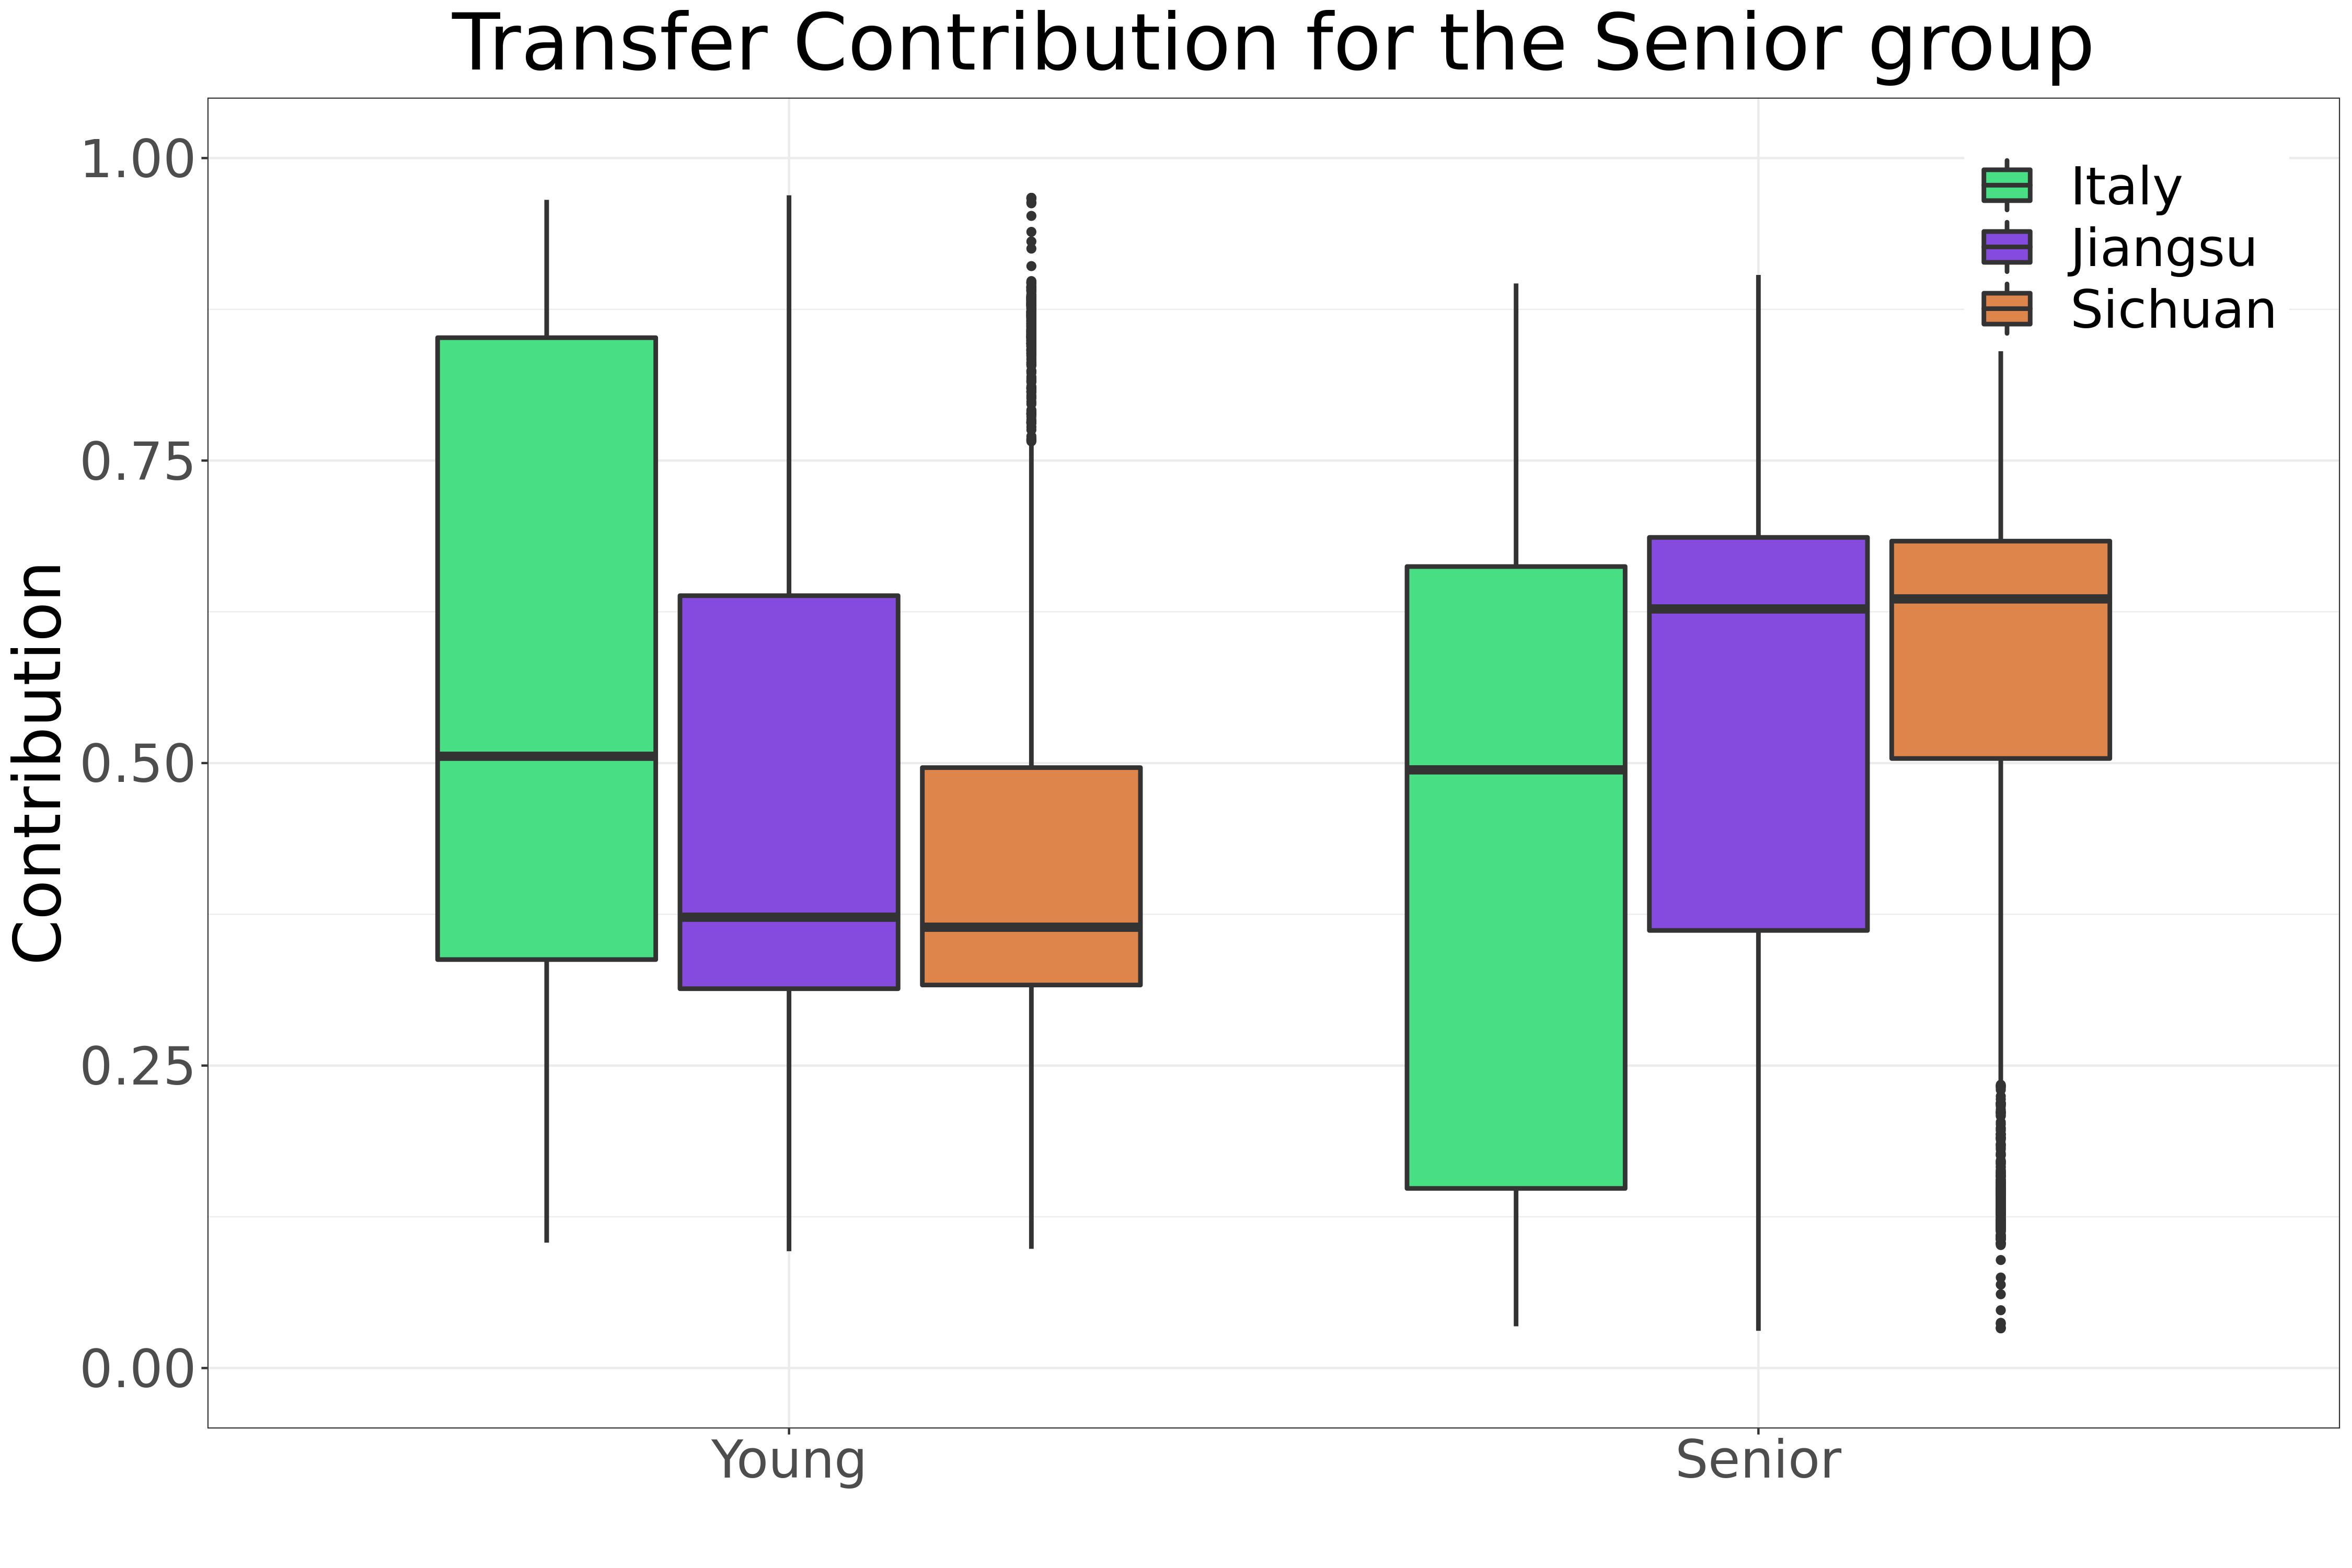 Transfer Contribution for the Senior group
Contribution
1.00
0.75
0.50
0.25
0.00
Italy
Jiangsu
Sichuan
Young
Senior